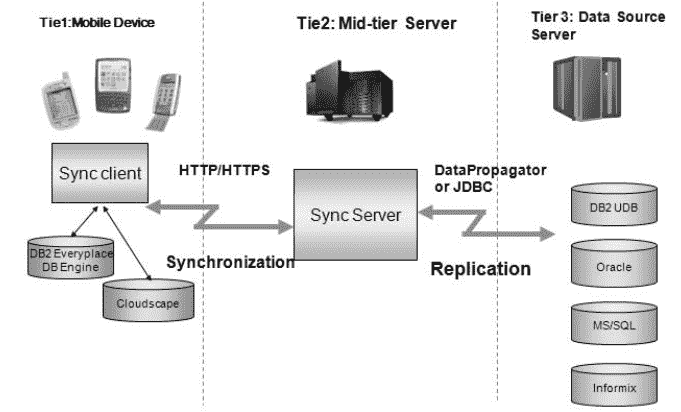 Tie1:Mobile Device
Tie2: Mid-tier Server
Tier 3: Data Source
Server
Sync client
HTTP/HTTPS
Sync Server
DataPropagator
or JDBC
DB2 Everyplace
DB Engine
Cloudscape
Synchronization
Replication
DB2 UDB
Oracle
MS/SQL
Informix